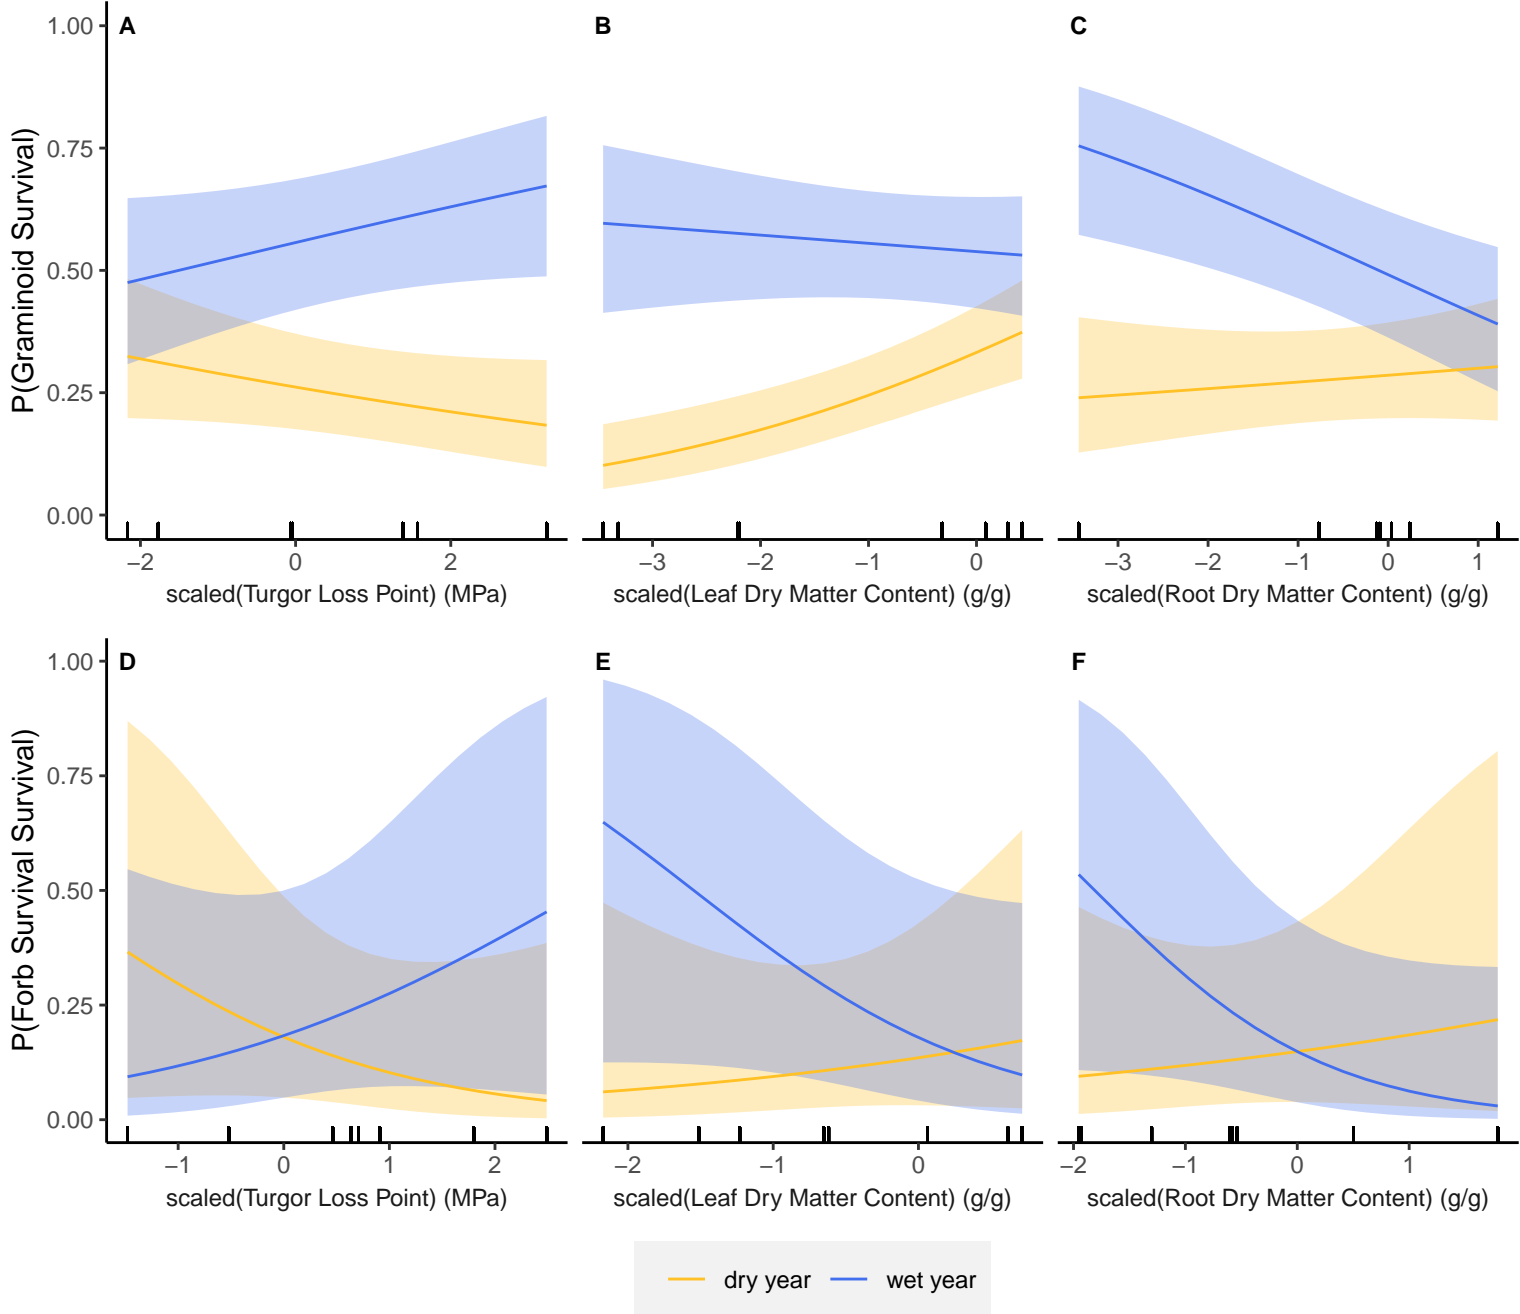 A B C
P(Graminoid Survival)
1.00
0.75
0.50
0.25
0.00
−2 0 2
−3 −2 −1 0
−3 −2 −1 0 1
scaled(Turgor Loss Point) (MPa)
scaled(Leaf Dry Matter Content) (g/g)
scaled(Root Dry Matter Content) (g/g)
D E F
P(Forb Survival Survival)
1.00
0.75
0.50
0.25
0.00
−1 0 1 2
−2 −1 0
−2 −1 0 1
scaled(Turgor Loss Point) (MPa)
scaled(Leaf Dry Matter Content) (g/g)
scaled(Root Dry Matter Content) (g/g)
dry year wet year